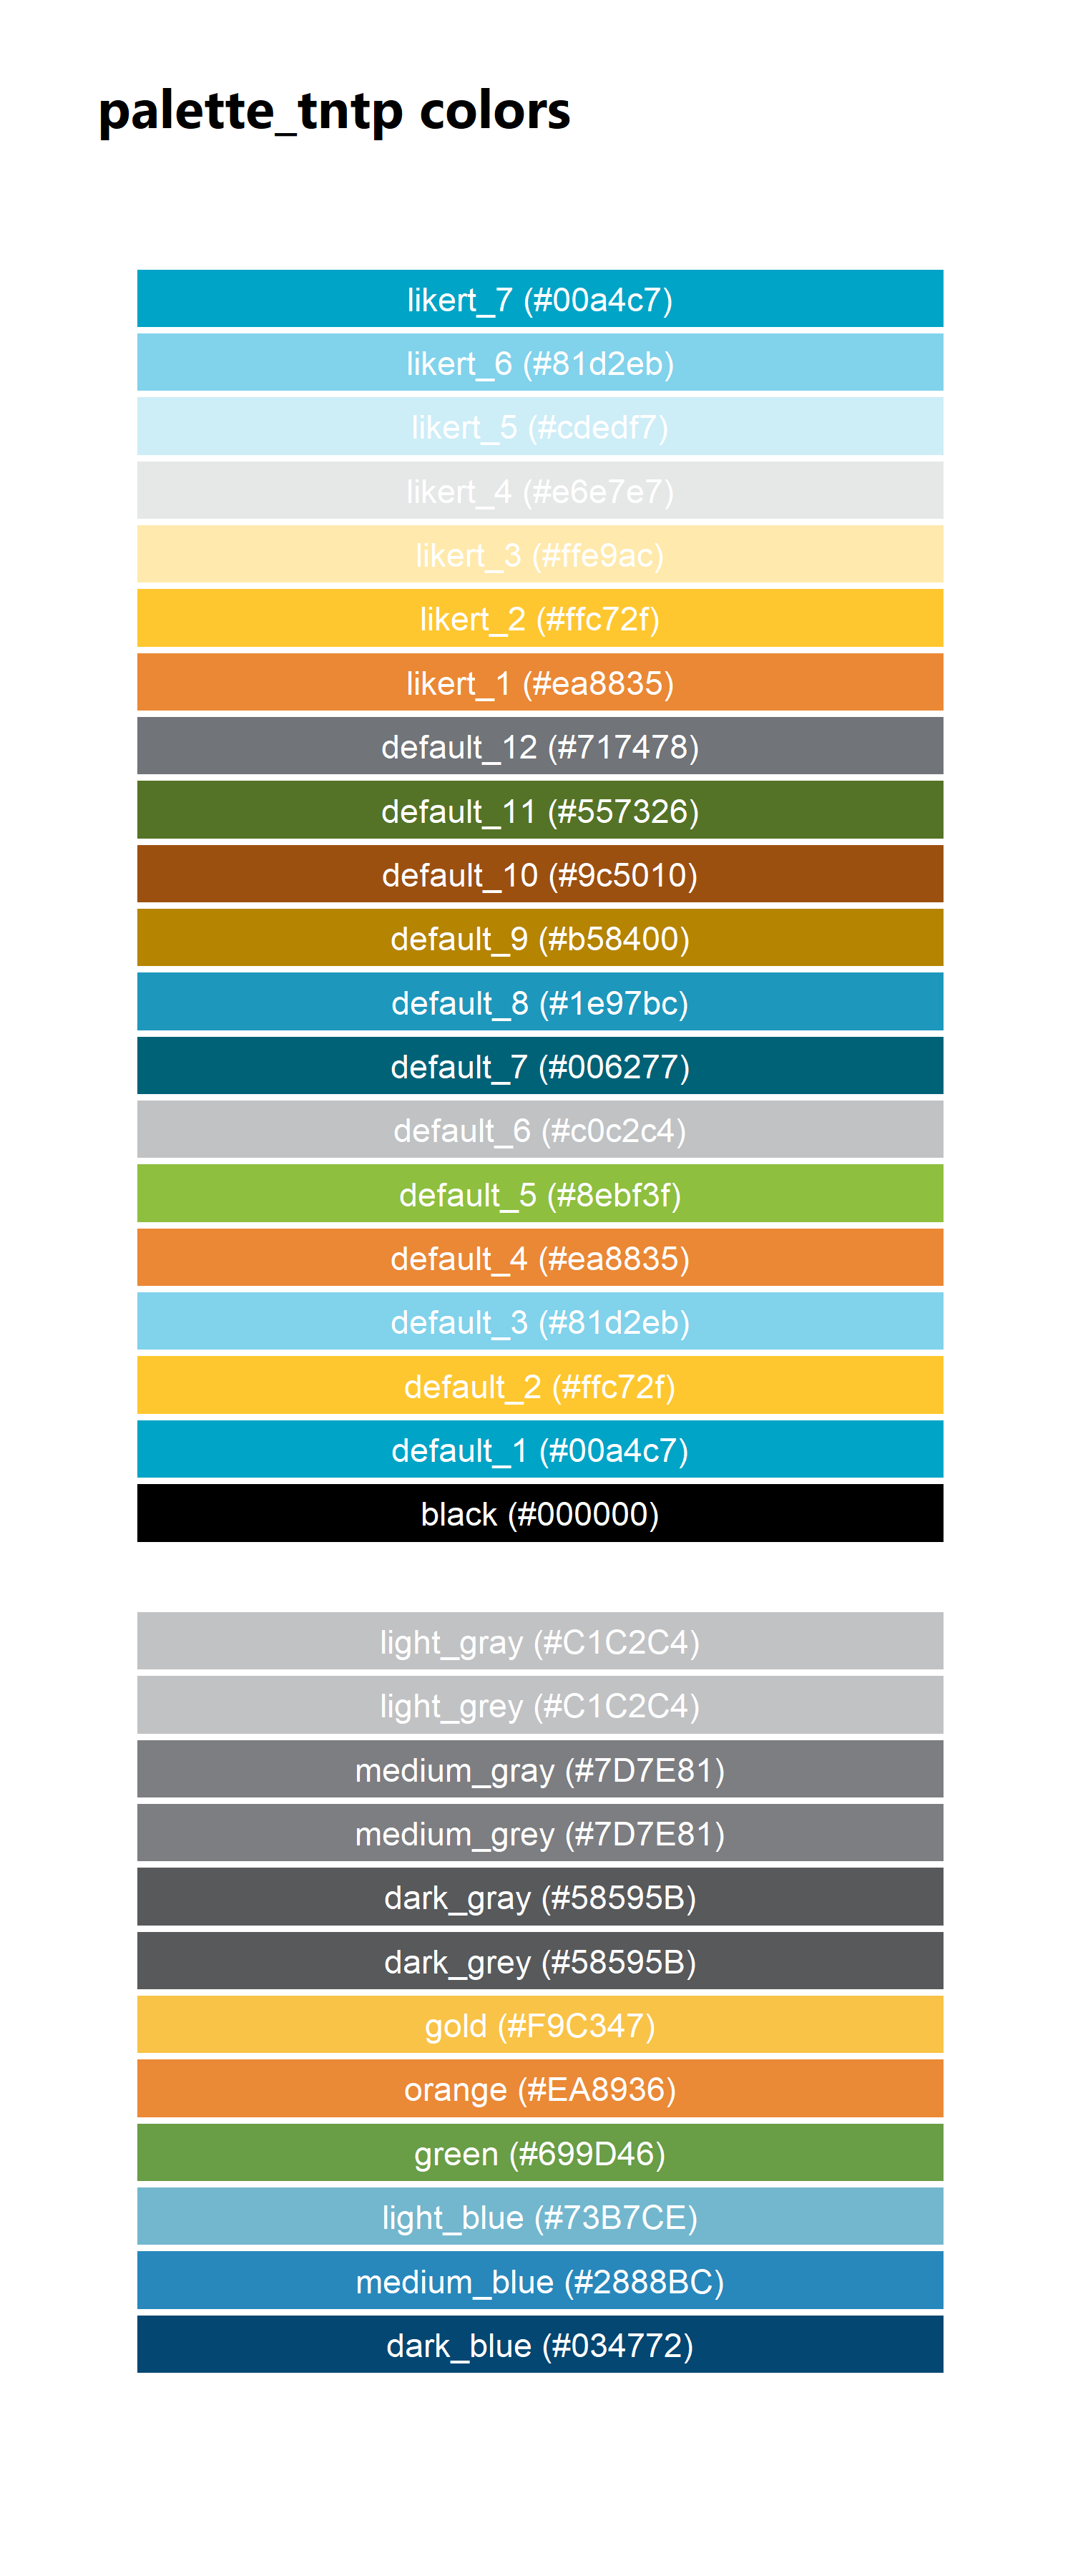 palette_tntp colors
likert_7 (#00a4c7)
likert_6 (#81d2eb)
likert_5 (#cdedf7)
likert_4 (#e6e7e7)
likert_3 (#ffe9ac)
likert_2 (#ffc72f)
likert_1 (#ea8835)
default_12 (#717478)
default_11 (#557326)
default_10 (#9c5010)
default_9 (#b58400)
default_8 (#1e97bc)
default_7 (#006277)
default_6 (#c0c2c4)
default_5 (#8ebf3f)
default_4 (#ea8835)
default_3 (#81d2eb)
default_2 (#ffc72f)
default_1 (#00a4c7)
black (#000000)
light_gray (#C1C2C4)
light_grey (#C1C2C4)
medium_gray (#7D7E81)
medium_grey (#7D7E81)
dark_gray (#58595B)
dark_grey (#58595B)
gold (#F9C347)
orange (#EA8936)
green (#699D46)
light_blue (#73B7CE)
medium_blue (#2888BC)
dark_blue (#034772)